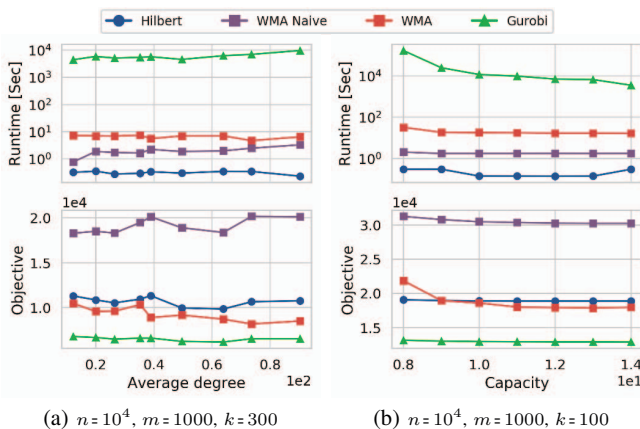 Hilbert WMA Naive WMA Gurobi
10^4
10^3
10^2
10^1
10^0
Runtime [Sec]
10^4
10^2
10^0
Runtime [Sec]
1e4
2.0
1.5
1.0
Objective
0.2 0.4 0.6 0.8
1e2
Average degree
1e4
3.0
2.5
2.0
1.5
Objective
0.8 1.0 1.2 1.4
1e1
Capacity
(a) n=10^4, m=1000, k=300
(b) n=10^4, m=1000, k=100